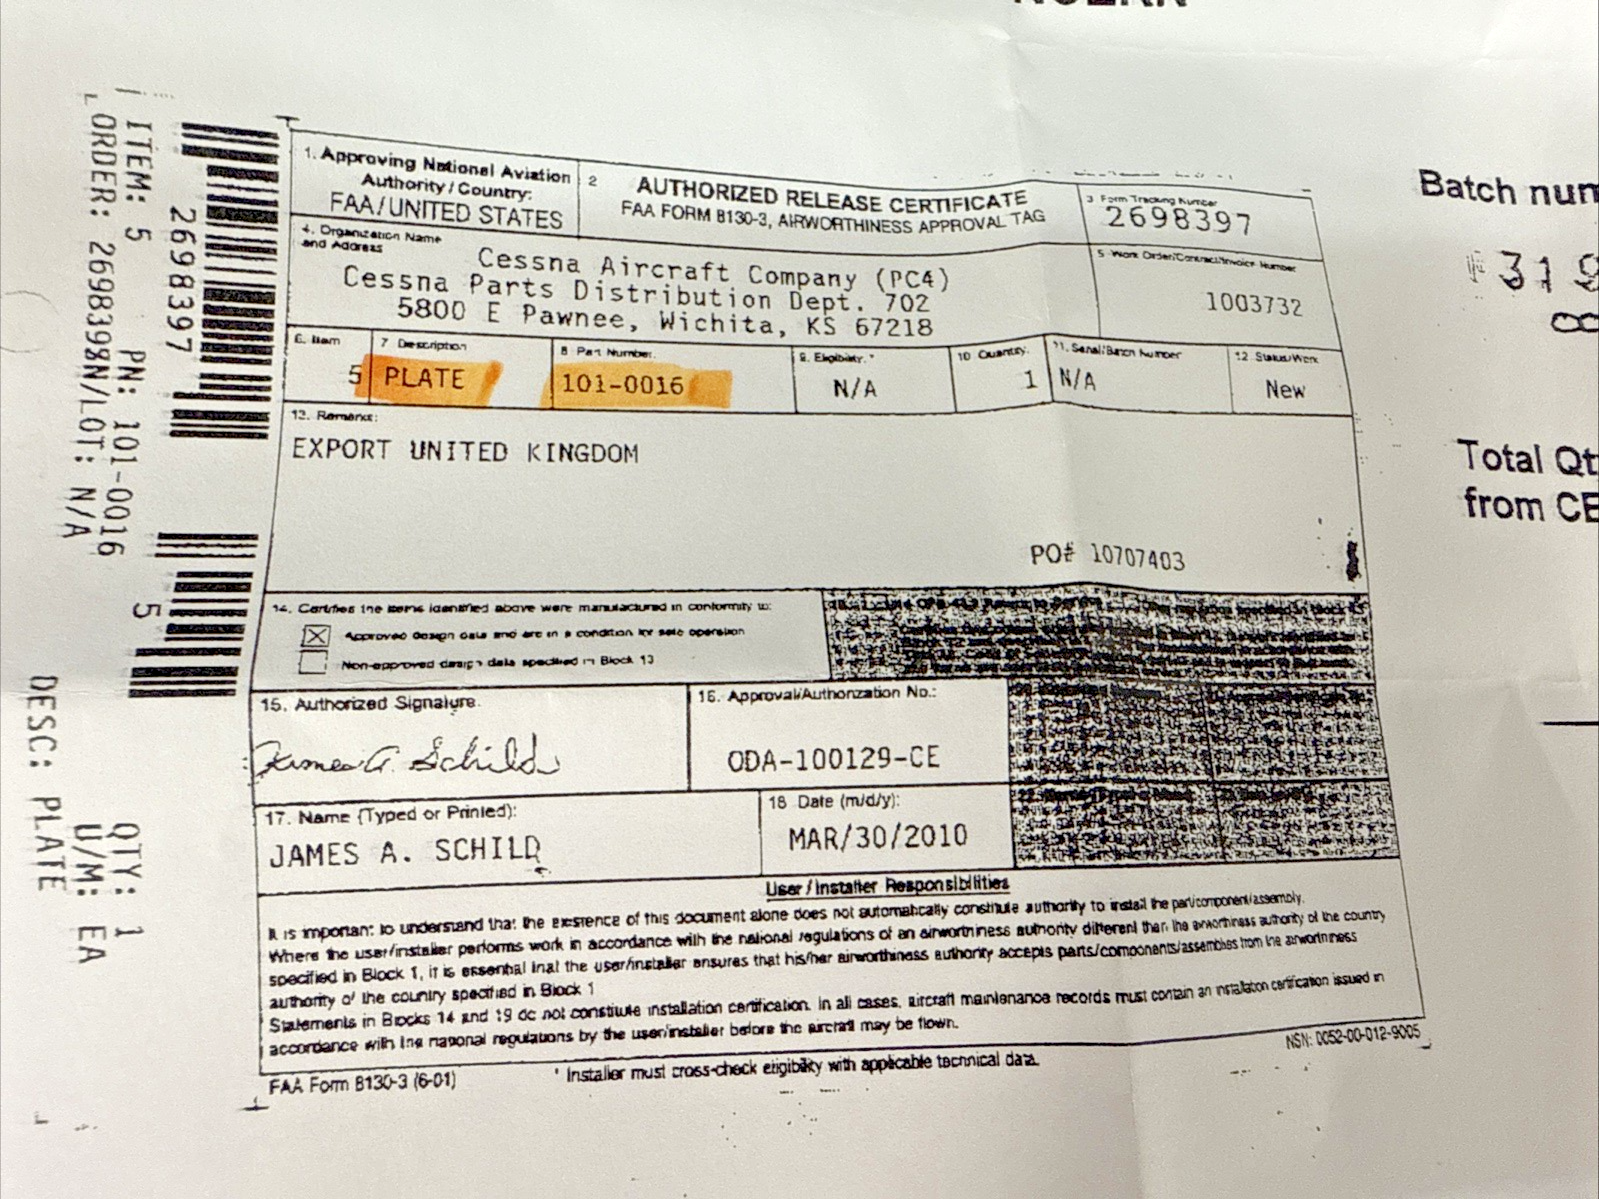 1. Approving National Aviation
Authority / Country:
FAA/UNITED STATES
2
AUTHORIZED RELEASE CERTIFICATE
FAA FORM 8130-3, AIRWORTHINESS APPROVAL TAG
3 Form Tracking Number
2698397
4. Organization Name
and Address
Cessna Aircraft Company (PC4)
Cessna Parts Distribution Dept. 702
5800 E Pawnee, Wichita, KS 67218
5 Work Order/Contract/Invoice Number
1003732
6. Item
5
7 Description
PLATE
8 Part Number.
101-0016
9. Eligibility. *
N/A
10 Quantity:
1
11. Serial/Batch Number
N/A
12 Status/Work
New
13. Remarks:
EXPORT UNITED KINGDOM
PO# 10707403
14. Certifies the items identified above were manufactured in conformity to:
Approved design data and are in a condition for safe operation
Non-approved design data specified in Block 13
15. Authorized Signature.
James A. Schild
16. Approval/Authorization No.:
ODA-100129-CE
17. Name (Typed or Printed):
JAMES A. SCHILD
18 Date (m/d/y):
MAR/30/2010
User / Installer Responsibilities
It is important to understand that the existence of this document alone does not automatically constitute authority to install the part/component/assembly.
Where the user/installer performs work in accordance with the national regulations of an airworthiness authority different than the airworthiness authority of the country
specified in Block 1, it is essential that the user/installer ensures that his/her airworthiness authority accepts parts/components/assemblies from the airworthiness
authority of the country specified in Block 1
Statements in Blocks 14 and 19 do not constitute installation certification. In all cases, aircraft maintenance records must contain an installation certification issued in
accordance with the national regulations by the user/installer before the aircraft may be flown.
FAA Form 8130-3 (6-01)
* Installer must cross-check eligibility with applicable technical data.
NSN: 0052-00-012-9005
2698397
5
ITEM: 5 PN: 101-0016 QTY: 1
ORDER: 2698398N/LOT: N/A U/M: EA
DESC: PLATE
Batch num
319
Total Qt
from CE